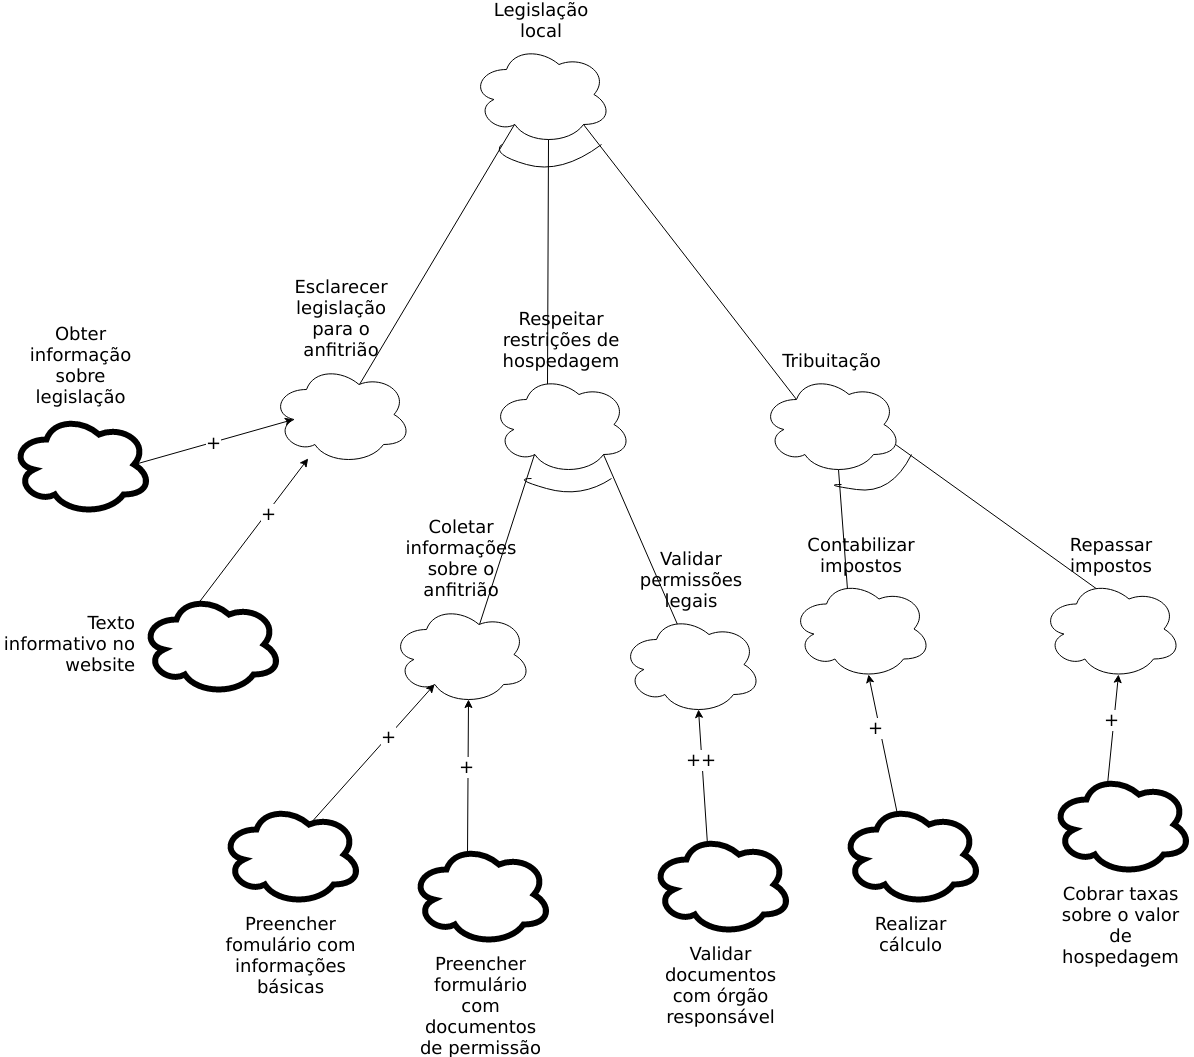 Legislação
local
Esclarecer
legislação
para o
anfitrião
Respeitar
restrições de
hospedagem
Tribuitação
Obter
informação
sobre
legislação
+
+
Texto
informativo no
website
Coletar
informações
sobre o
anfitrião
Validar
permissões
legais
Contabilizar
impostos
Repassar
impostos
+
+
++
+
+
Preencher
fomulário com
informações
básicas
Preencher
formulário
com
documentos
de permissão
Validar
documentos
com órgão
responsável
Realizar
cálculo
Cobrar taxas
sobre o valor
de
hospedagem